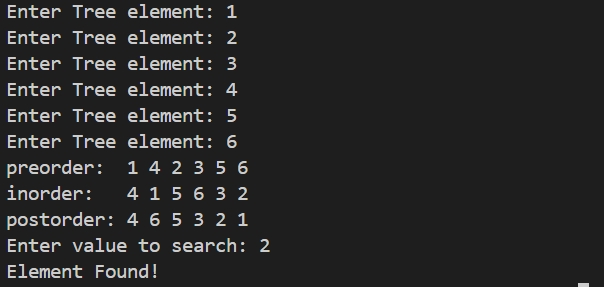 Enter Tree element: 1
Enter Tree element: 2
Enter Tree element: 3
Enter Tree element: 4
Enter Tree element: 5
Enter Tree element: 6
preorder:  1 4 2 3 5 6
inorder:   4 1 5 6 3 2
postorder: 4 6 5 3 2 1
Enter value to search: 2
Element Found!